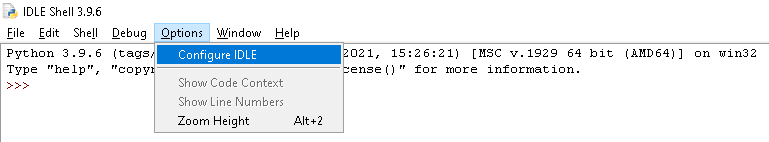 IDLE Shell 3.9.6
File Edit Shell Debug Options Window Help
Python 3.9.6 (tags/ 2021, 15:26:21) [MSC v.1929 64 bit (AMD64)] on win32
Type "help", "copyr cense()" for more information.
>>>
Configure IDLE
Show Code Context
Show Line Numbers
Zoom Height Alt+2